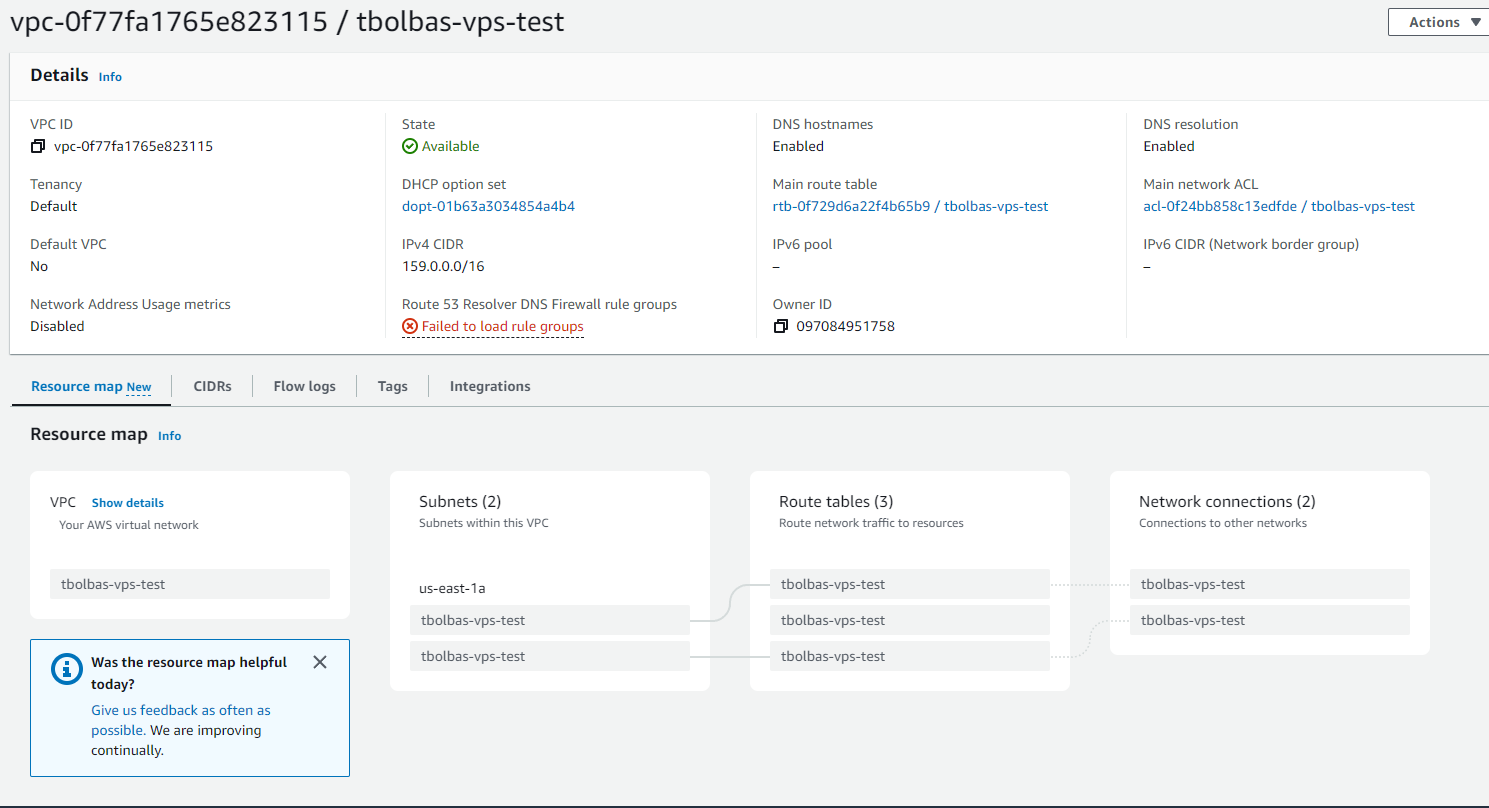 vpc-0f77fa1765e823115 / tbolbas-vps-test
Actions
Details Info
VPC ID
vpc-0f77fa1765e823115
State
Available
DNS hostnames
Enabled
DNS resolution
Enabled
Tenancy
Default
DHCP option set
dopt-01b63a3034854a4b4
Main route table
rtb-0f729d6a22f4b65b9 / tbolbas-vps-test
Main network ACL
acl-0f24bb858c13edfde / tbolbas-vps-test
Default VPC
No
IPv4 CIDR
159.0.0.0/16
IPv6 pool
–
IPv6 CIDR (Network border group)
–
Network Address Usage metrics
Disabled
Route 53 Resolver DNS Firewall rule groups
Failed to load rule groups
Owner ID
097084951758
Resource map New
CIDRs
Flow logs
Tags
Integrations
Resource map Info
VPC Show details
Your AWS virtual network
tbolbas-vps-test
Was the resource map helpful
today?
Give us feedback as often as
possible. We are improving
continually.
Subnets (2)
Subnets within this VPC
us-east-1a
tbolbas-vps-test
tbolbas-vps-test
Route tables (3)
Route network traffic to resources
tbolbas-vps-test
tbolbas-vps-test
tbolbas-vps-test
Network connections (2)
Connections to other networks
tbolbas-vps-test
tbolbas-vps-test